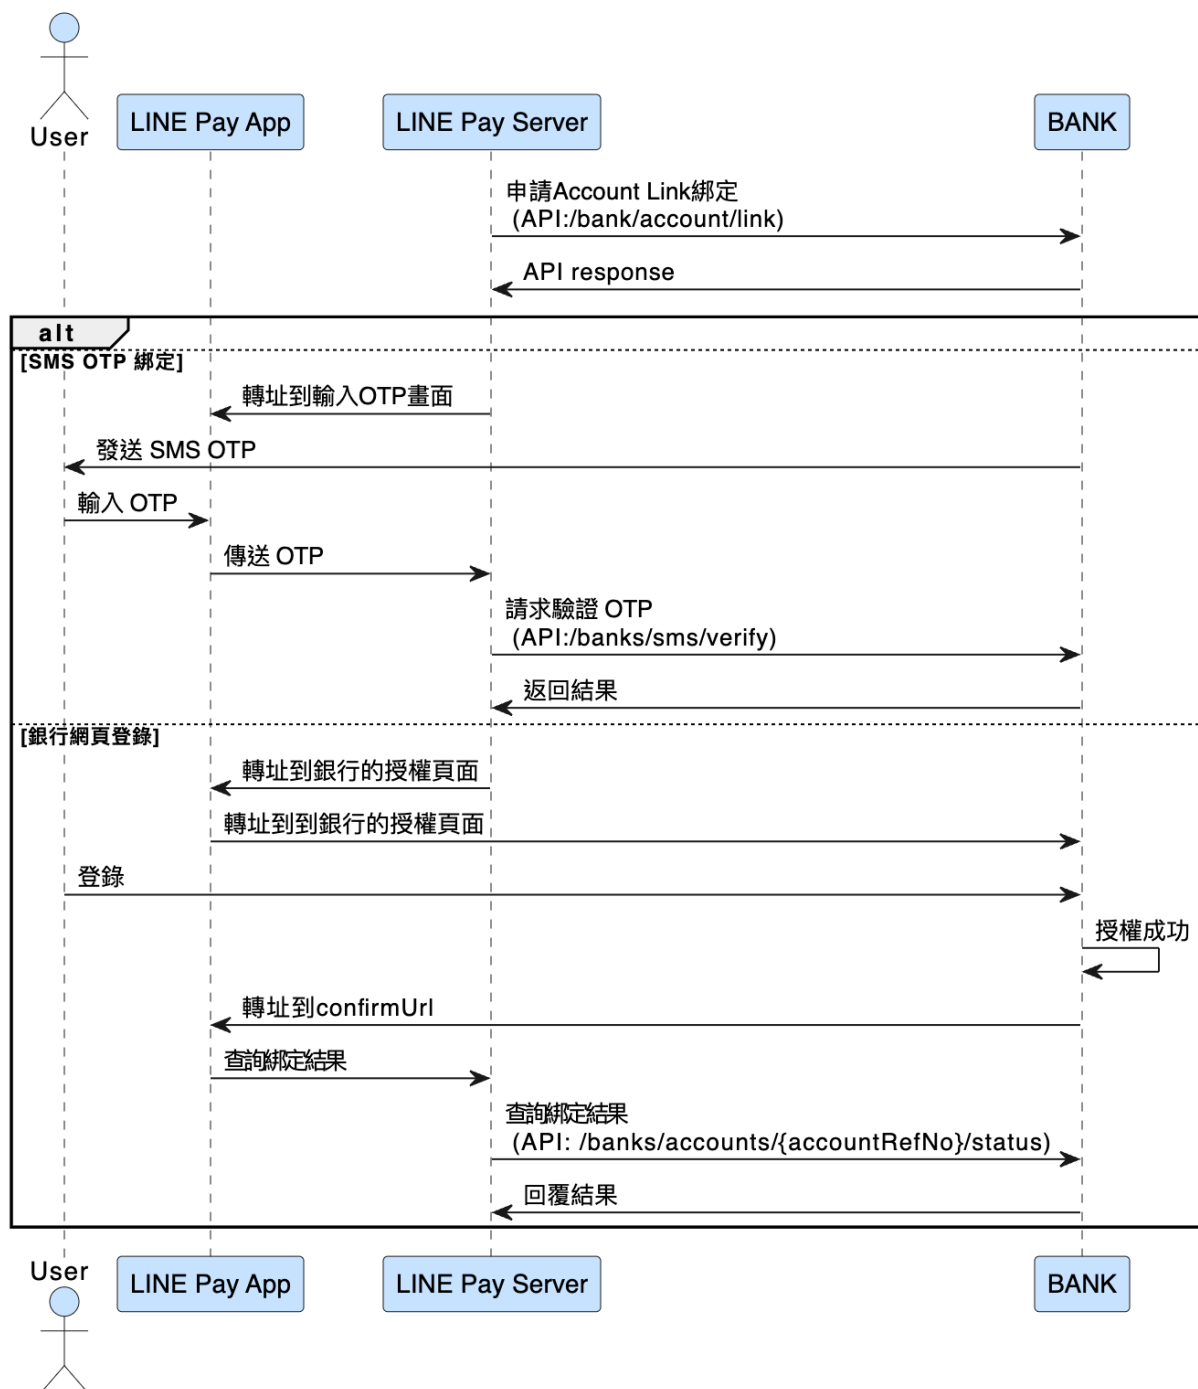 User
LINE Pay App
LINE Pay Server
BANK
申請Account Link綁定
(API:/bank/account/link)
API response
alt
[SMS OTP 綁定]
轉址到輸入OTP畫面
發送 SMS OTP
輸入 OTP
傳送 OTP
請求驗證 OTP
(API:/banks/sms/verify)
返回結果
[銀行網頁登錄]
轉址到銀行的授權頁面
轉址到到銀行的授權頁面
登錄
授權成功
轉址到confirmUrl
查詢綁定結果
查詢綁定結果
(API: /banks/accounts/{accountRefNo}/status)
回覆結果
User
LINE Pay App
LINE Pay Server
BANK